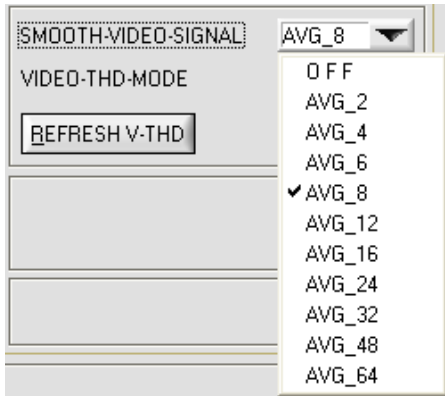 SMOOTH-VIDEO-SIGNAL AVG_8
VIDEO-THD-MODE
REFRESH V-THD
OFF
AVG_2
AVG_4
AVG_6
AVG_8
AVG_12
AVG_16
AVG_24
AVG_32
AVG_48
AVG_64